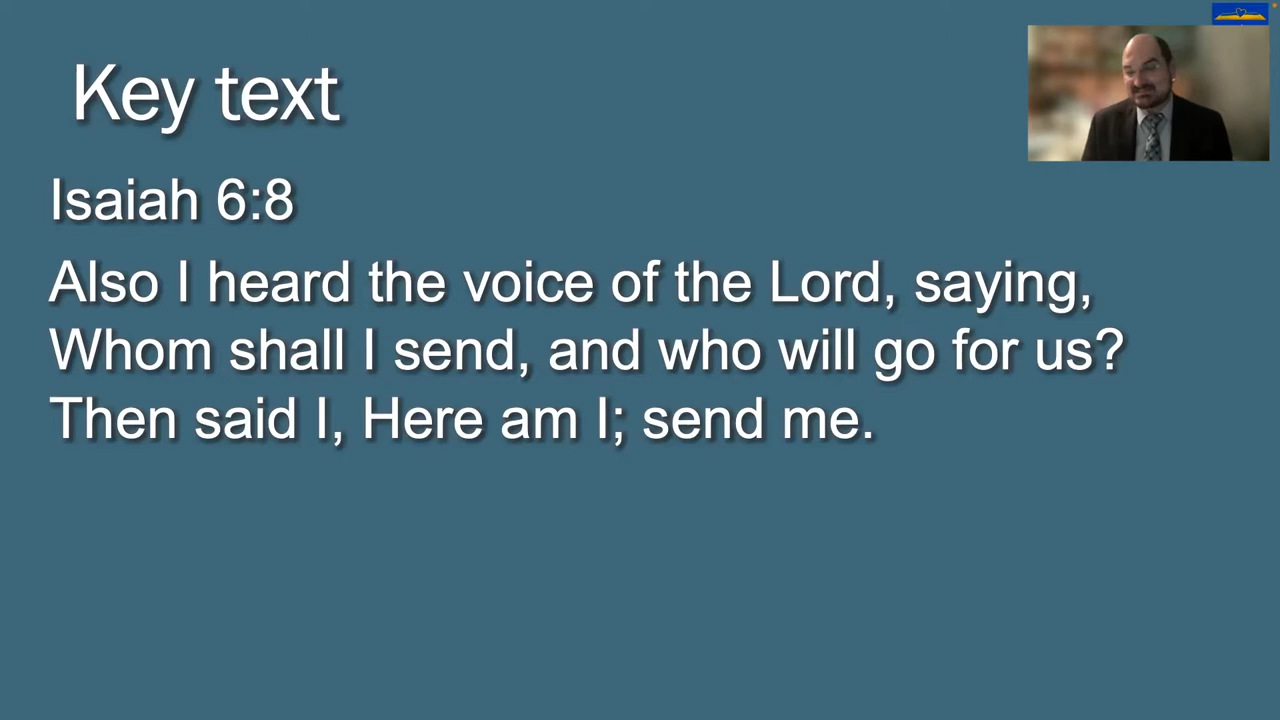 Key text
Isaiah 6:8
Also I heard the voice of the Lord, saying,
Whom shall I send, and who will go for us?
Then said I, Here am I; send me.